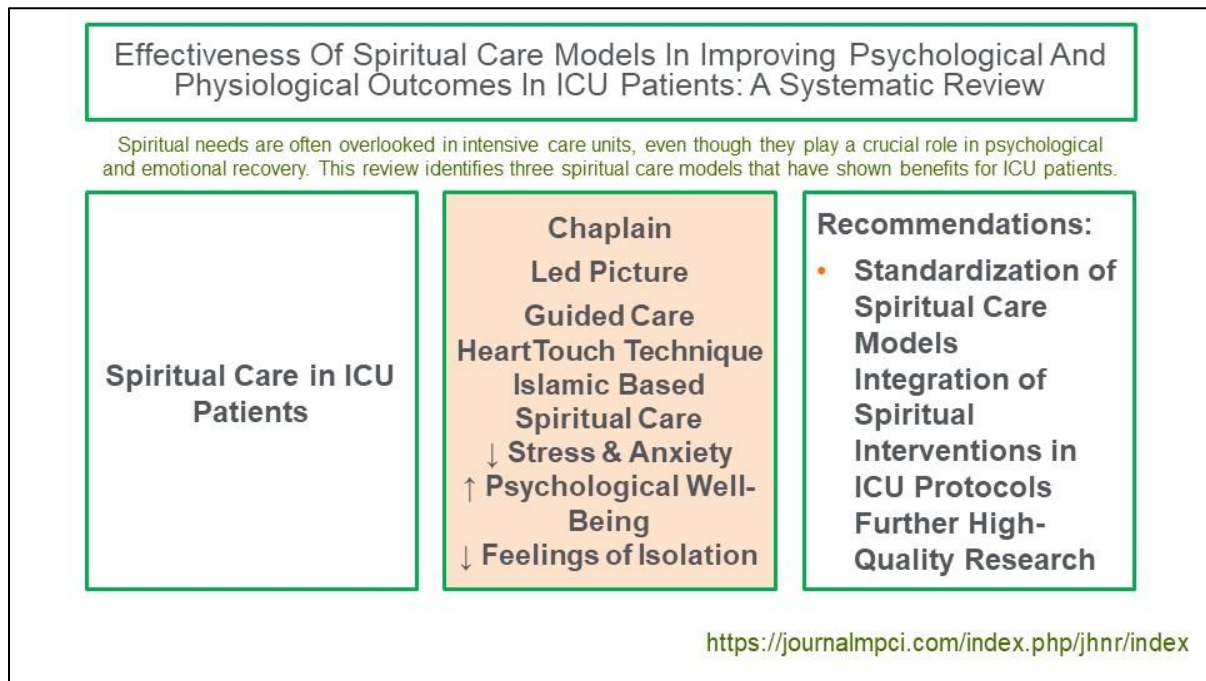 Effectiveness Of Spiritual Care Models In Improving Psychological And
Physiological Outcomes In ICU Patients: A Systematic Review
Spiritual needs are often overlooked in intensive care units, even though they play a crucial role in psychological
and emotional recovery. This review identifies three spiritual care models that have shown benefits for ICU patients.
Spiritual Care in ICU
Patients
Chaplain
Led Picture
Guided Care
HeartTouch Technique
Islamic Based
Spiritual Care
↓ Stress & Anxiety
↑ Psychological Well-
Being
↓ Feelings of Isolation
Recommendations:
• Standardization of
Spiritual Care
Models
Integration of
Spiritual
Interventions in
ICU Protocols
Further High-
Quality Research
https://journalmpci.com/index.php/jhnr/index